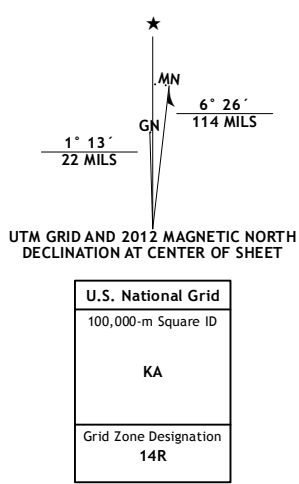 ★
MN
GN
6° 26´
114 MILS
1° 13´
22 MILS
UTM GRID AND 2012 MAGNETIC NORTH
DECLINATION AT CENTER OF SHEET
U.S. National Grid
100,000-m Square ID
KA
Grid Zone Designation
14R